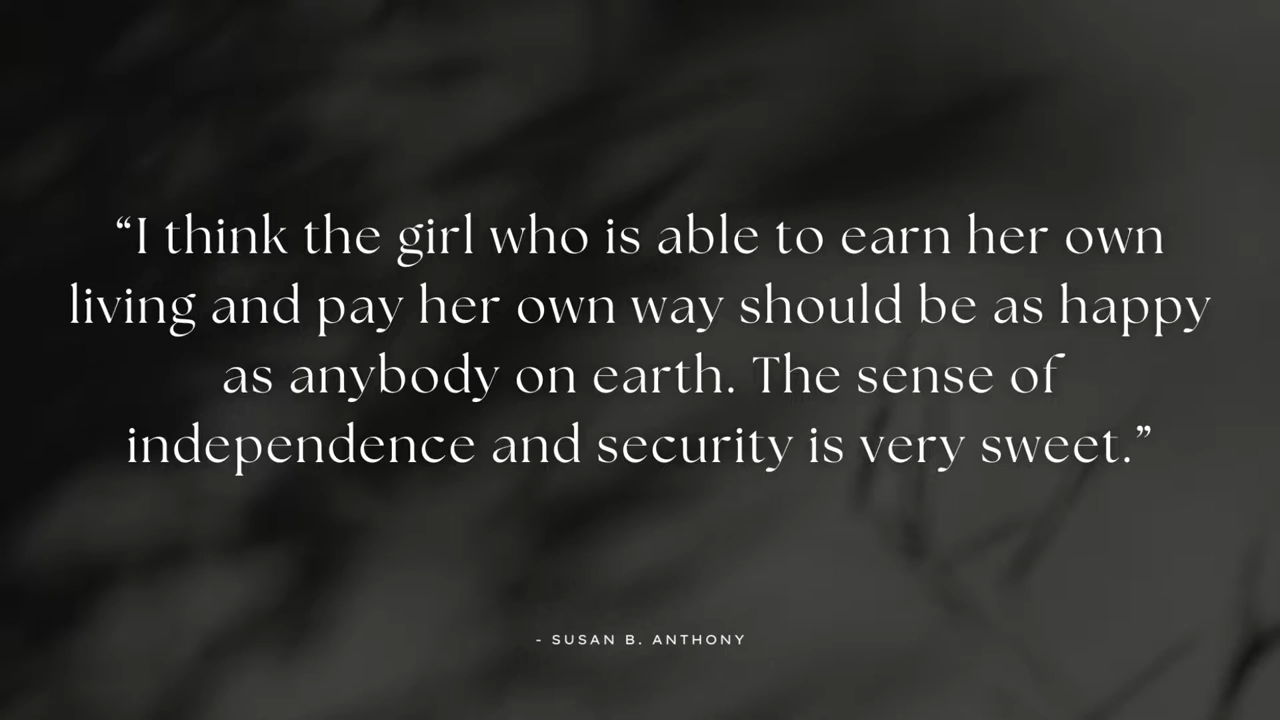 “I think the girl who is able to earn her own
living and pay her own way should be as happy
as anybody on earth. The sense of
independence and security is very sweet.”
- SUSAN B. ANTHONY